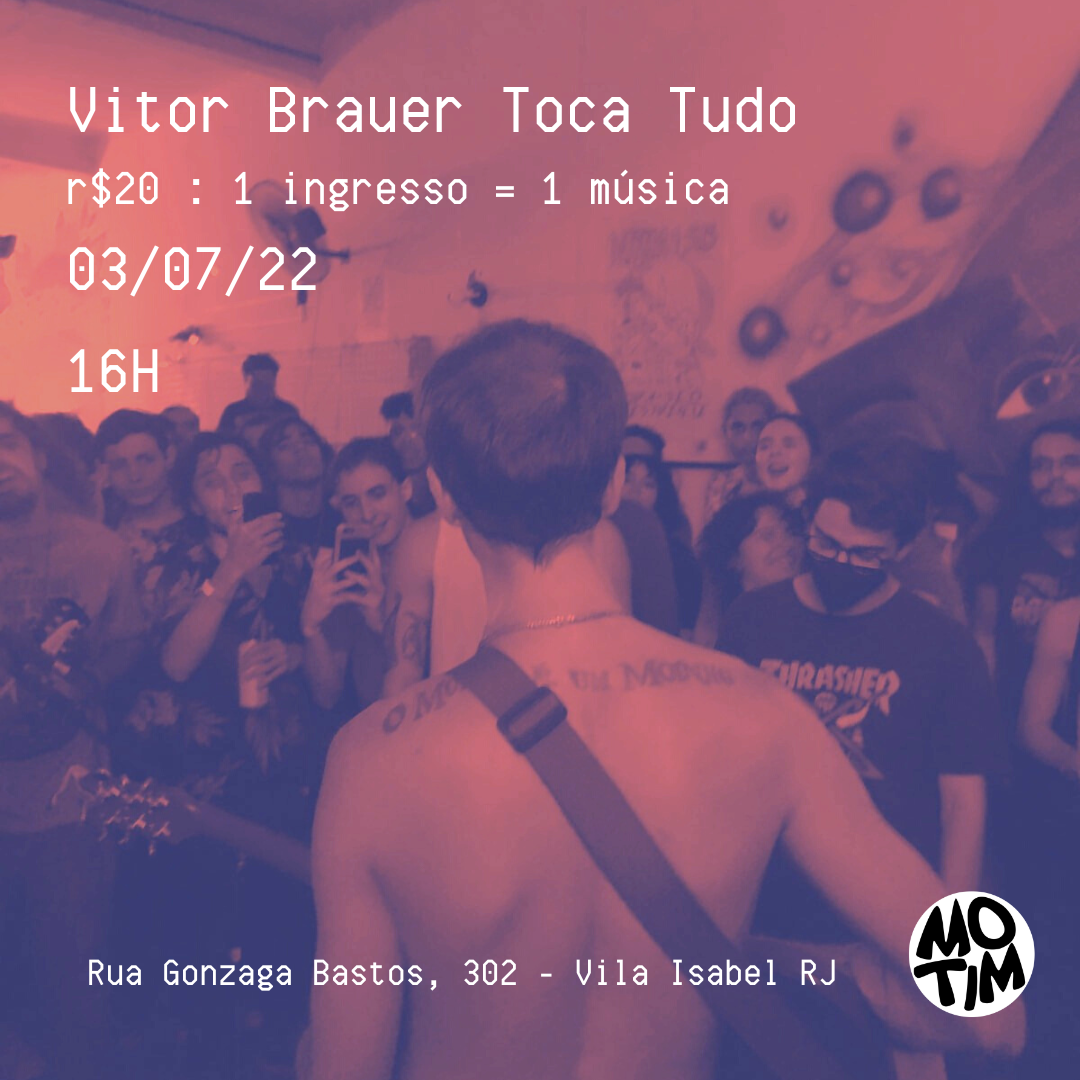 Vitor Brauer Toca Tudo
r$20 : 1 ingresso = 1 música
03/07/22
16H
THRASHER
Rua Gonzaga Bastos, 302 - Vila Isabel RJ
MO
TIM